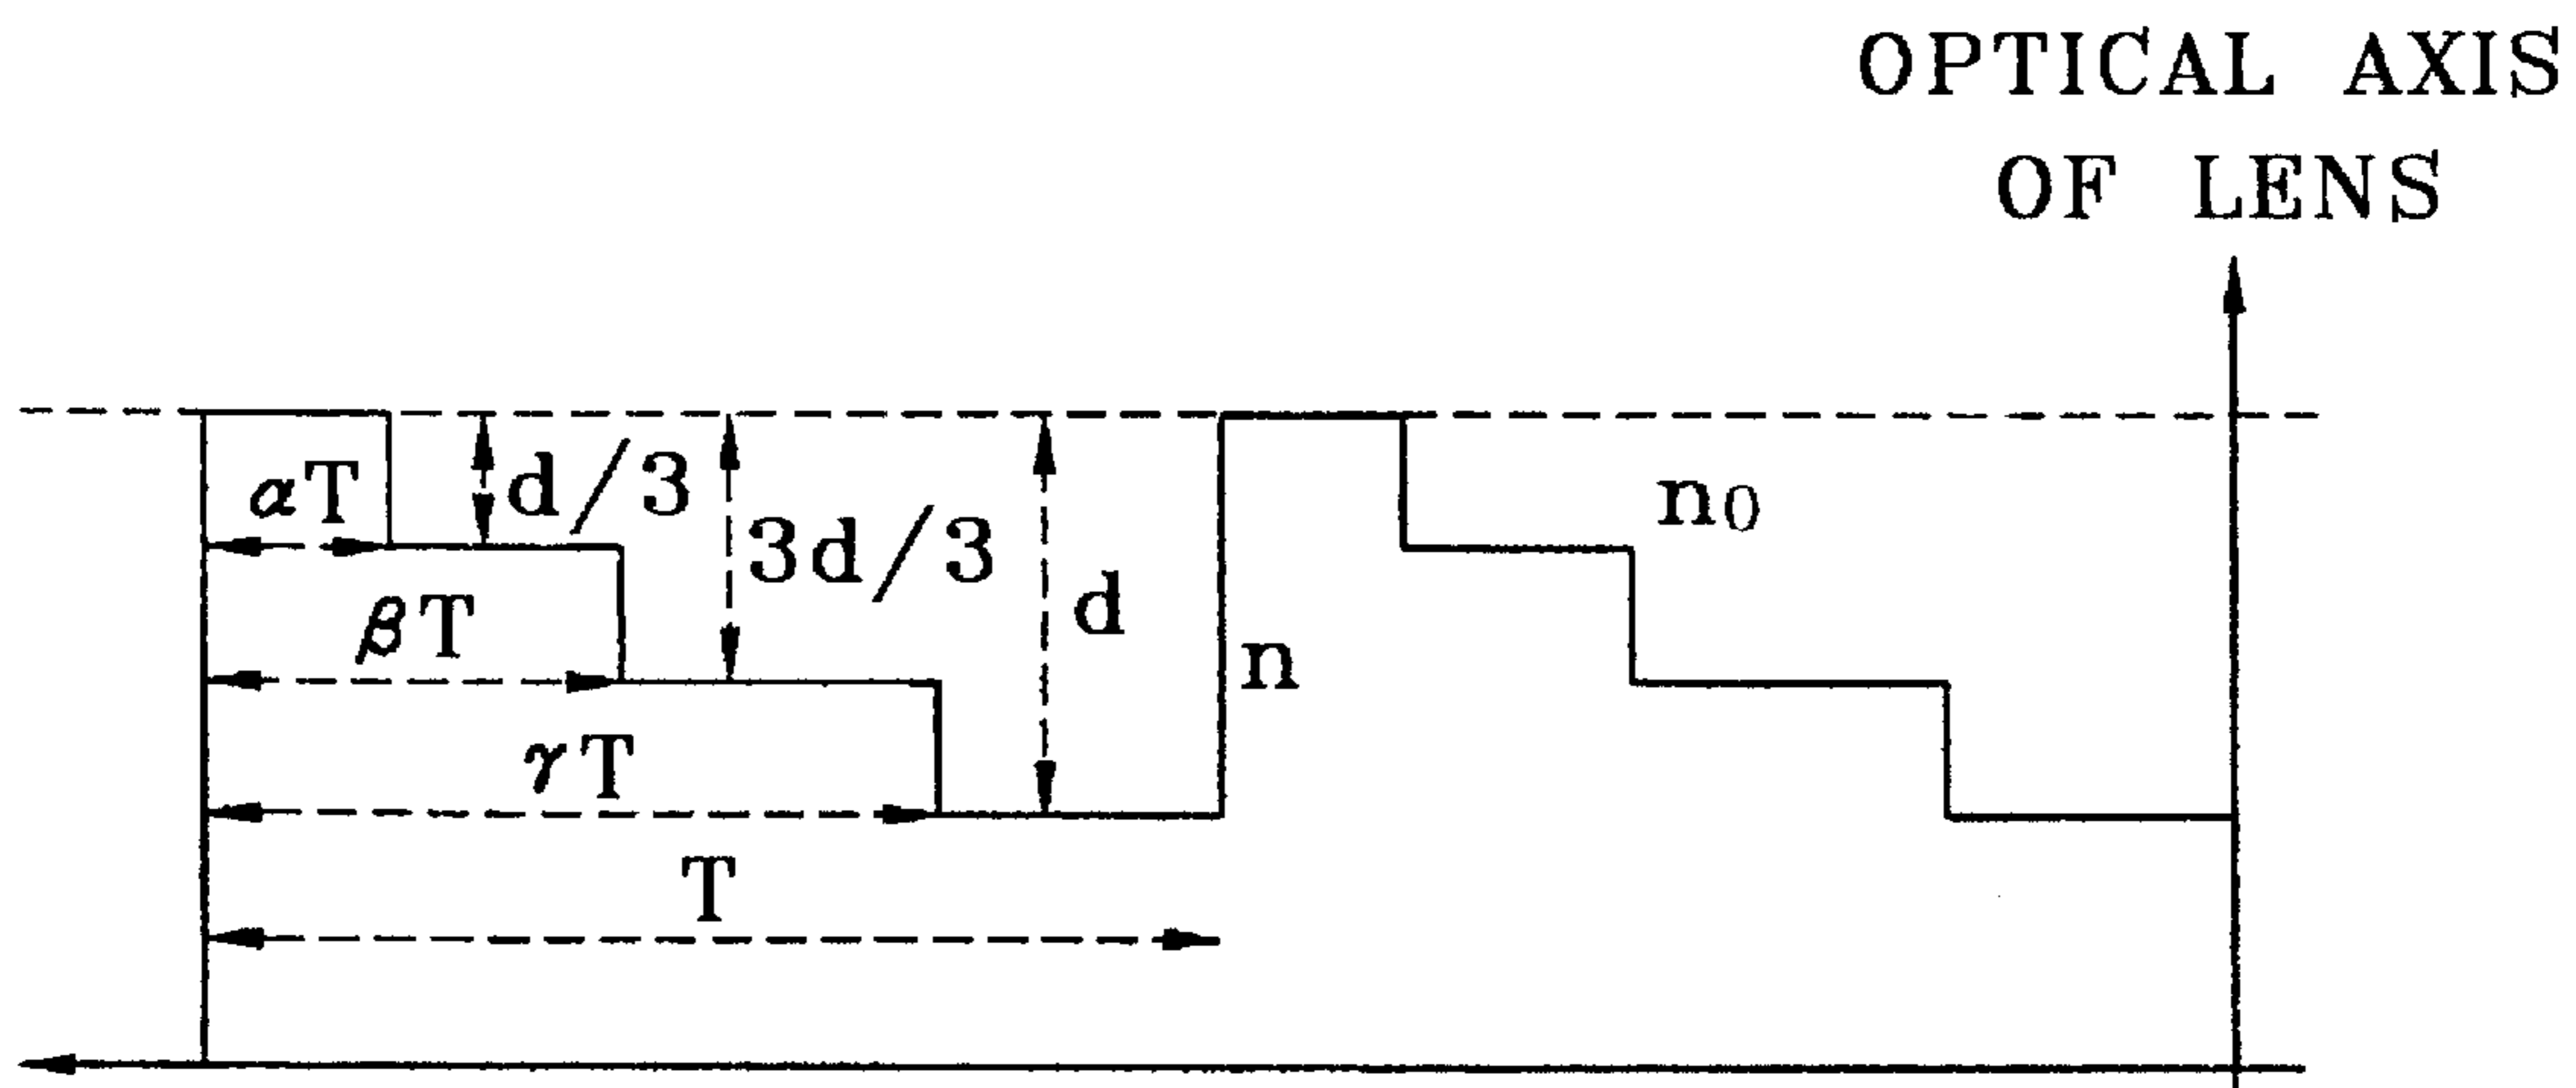 OPTICAL AXIS
OF LENS
αT
d/3
3d/3
d
n₀
βT
n
γT
T